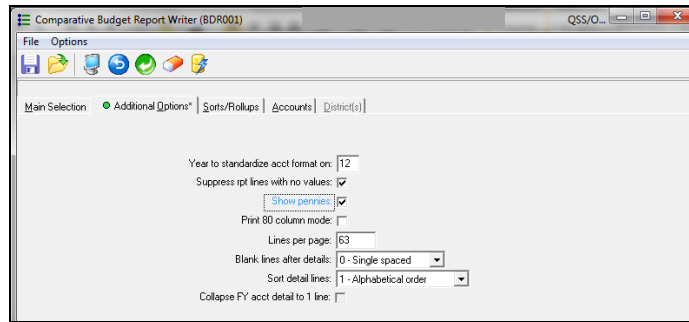 Comparative Budget Report Writer (BDR001) QSS/O...
File Options
Main Selection Additional Options* Sorts/Rollups Accounts District(s)
Year to standardize acct format on: 12
Suppress rpt lines with no values:
Show pennies:
Print 80 column mode:
Lines per page: 63
Blank lines after details: 0 - Single spaced
Sort detail lines: 1 - Alphabetical order
Collapse FY acct detail to 1 line: